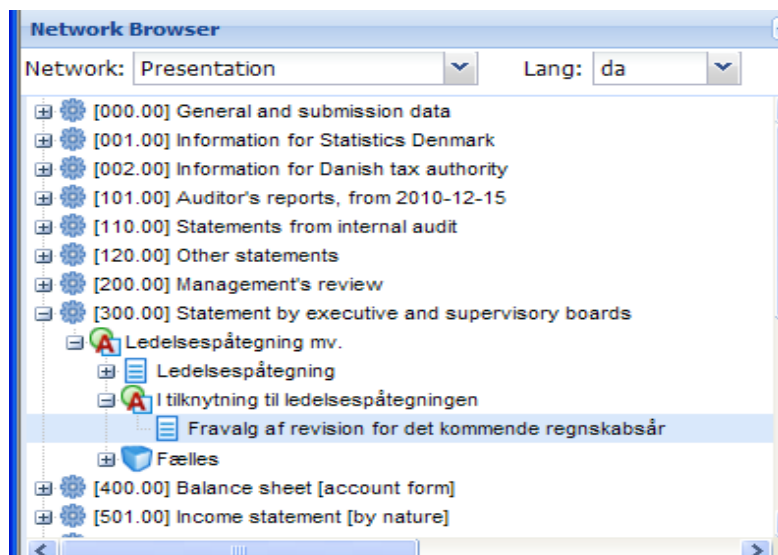 Network Browser
Network: Presentation Lang: da
[000.00] General and submission data
[001.00] Information for Statistics Denmark
[002.00] Information for Danish tax authority
[101.00] Auditor's reports, from 2010-12-15
[110.00] Statements from internal audit
[120.00] Other statements
[200.00] Management's review
[300.00] Statement by executive and supervisory boards
Ledelsespåtegning mv.
Ledelsespåtegning
I tilknytning til ledelsespåtegningen
Fravalg af revision for det kommende regnskabsår
Fælles
[400.00] Balance sheet [account form]
[501.00] Income statement [by nature]